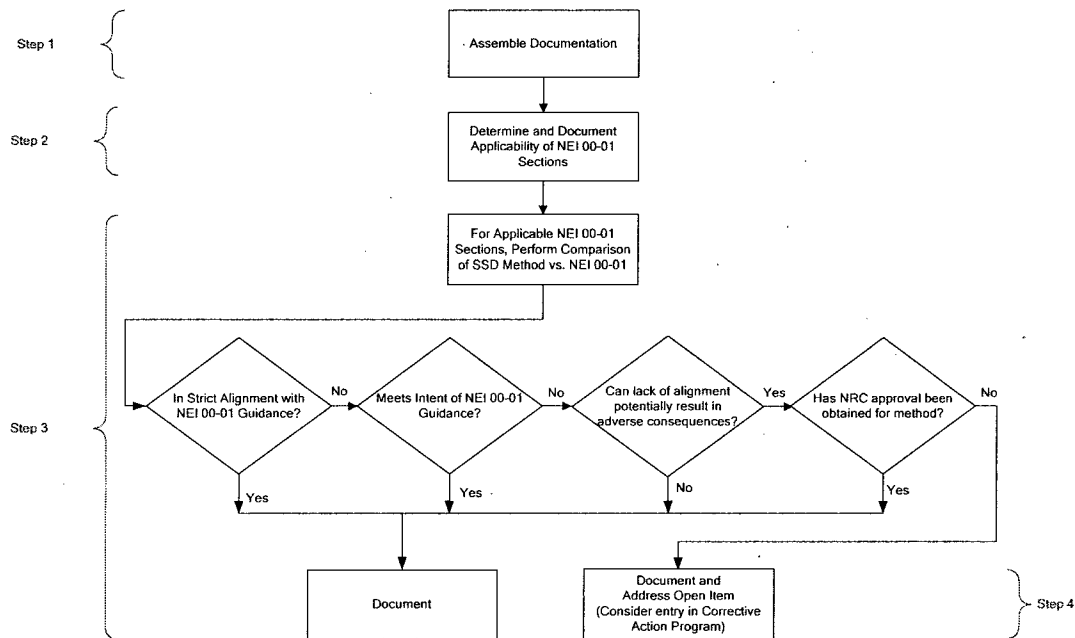 Step 1
Assemble Documentation
Step 2
Determine and Document
Applicability of NEI 00-01
Sections
For Applicable NEI 00-01
Sections, Perform Comparison
of SSD Method vs. NEI 00-01
Step 3
In Strict Alignment with
NEI 00-01 Guidance?
No
Meets Intent of NEI 00-01
Guidance?
No
Can lack of alignment
potentially result in
adverse consequences?
Yes
Has NRC approval been
obtained for method?
No
Yes
Yes
No
Yes
Document
Document and
Address Open Item
(Consider entry in Corrective
Action Program)
Step 4